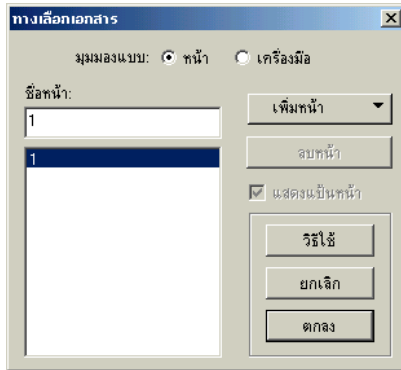 ทางเลือกเอกสาร
มุมมองแบบ: หน้า เครื่องมือ
ชื่อหน้า:
1
1
เพิ่มหน้า
ลบหน้า
แสดงแป้นหน้า
วิธีใช้
ยกเลิก
ตกลง